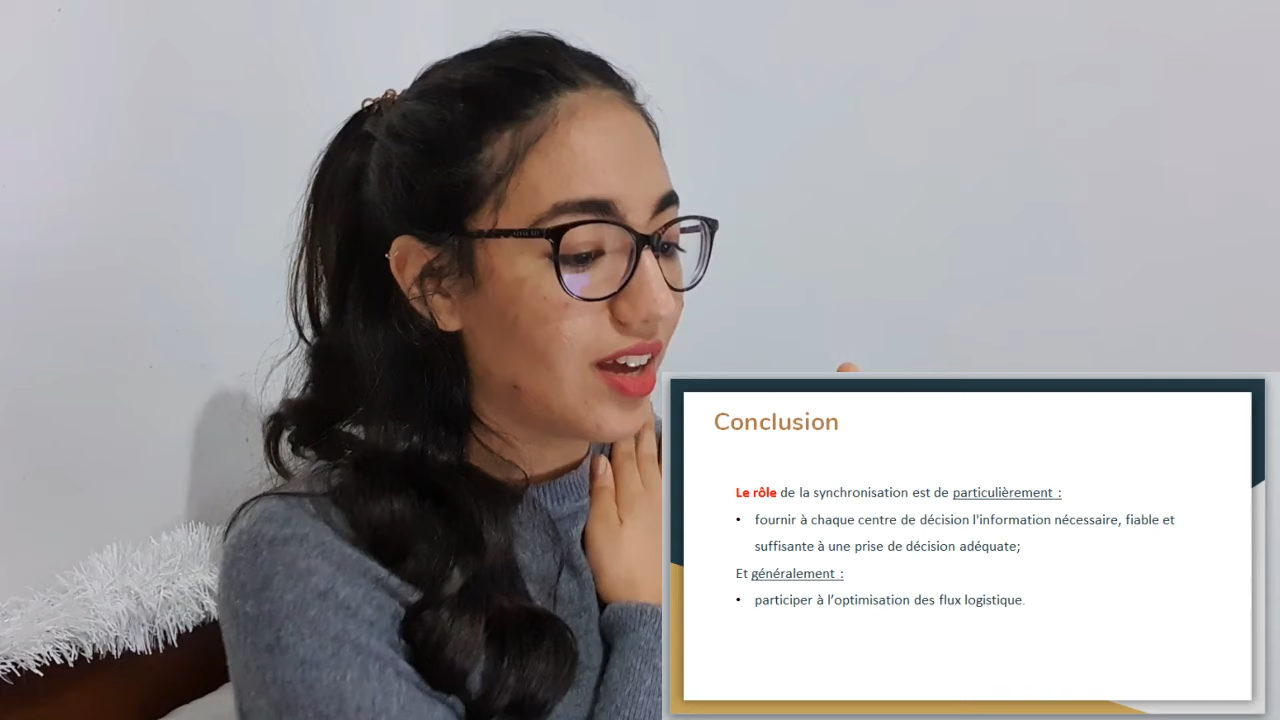 Conclusion
Le rôle de la synchronisation est de particulièrement :
• fournir à chaque centre de décision l'information nécessaire, fiable et
suffisante à une prise de décision adéquate;
Et généralement :
• participer à l’optimisation des flux logistique.